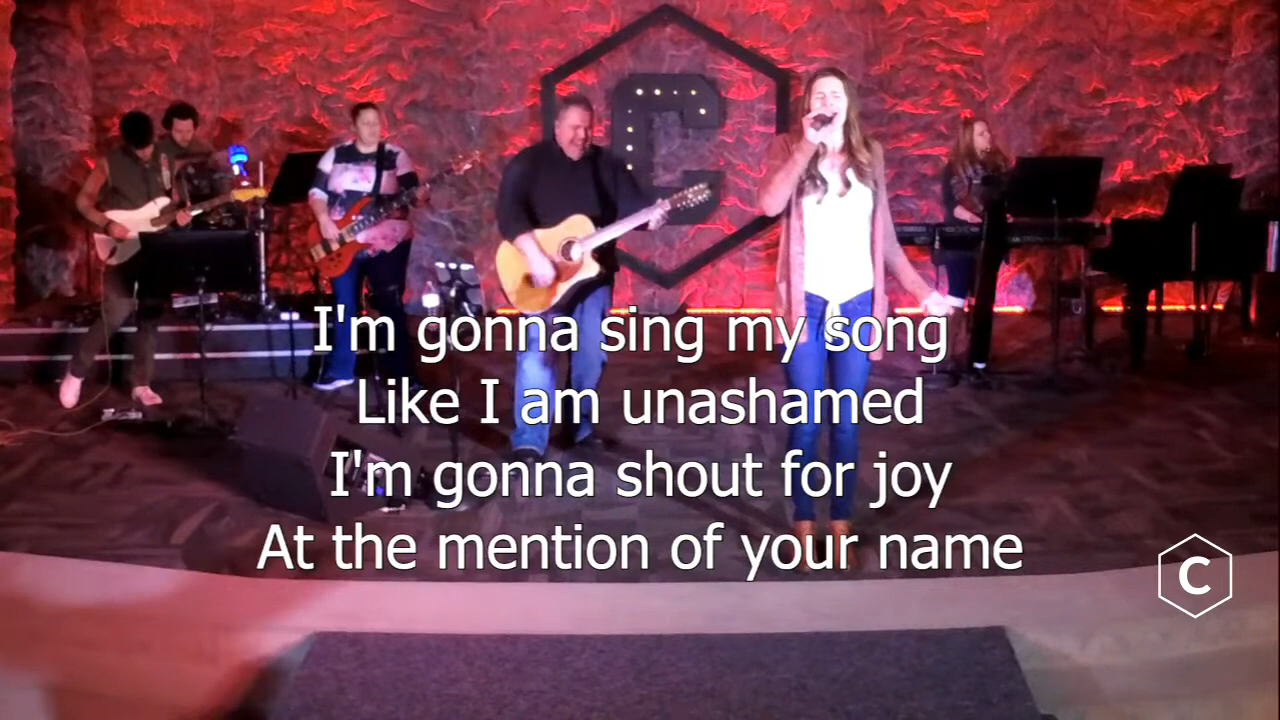 C
I'm gonna sing my song
Like I am unashamed
I'm gonna shout for joy
At the mention of your name
C